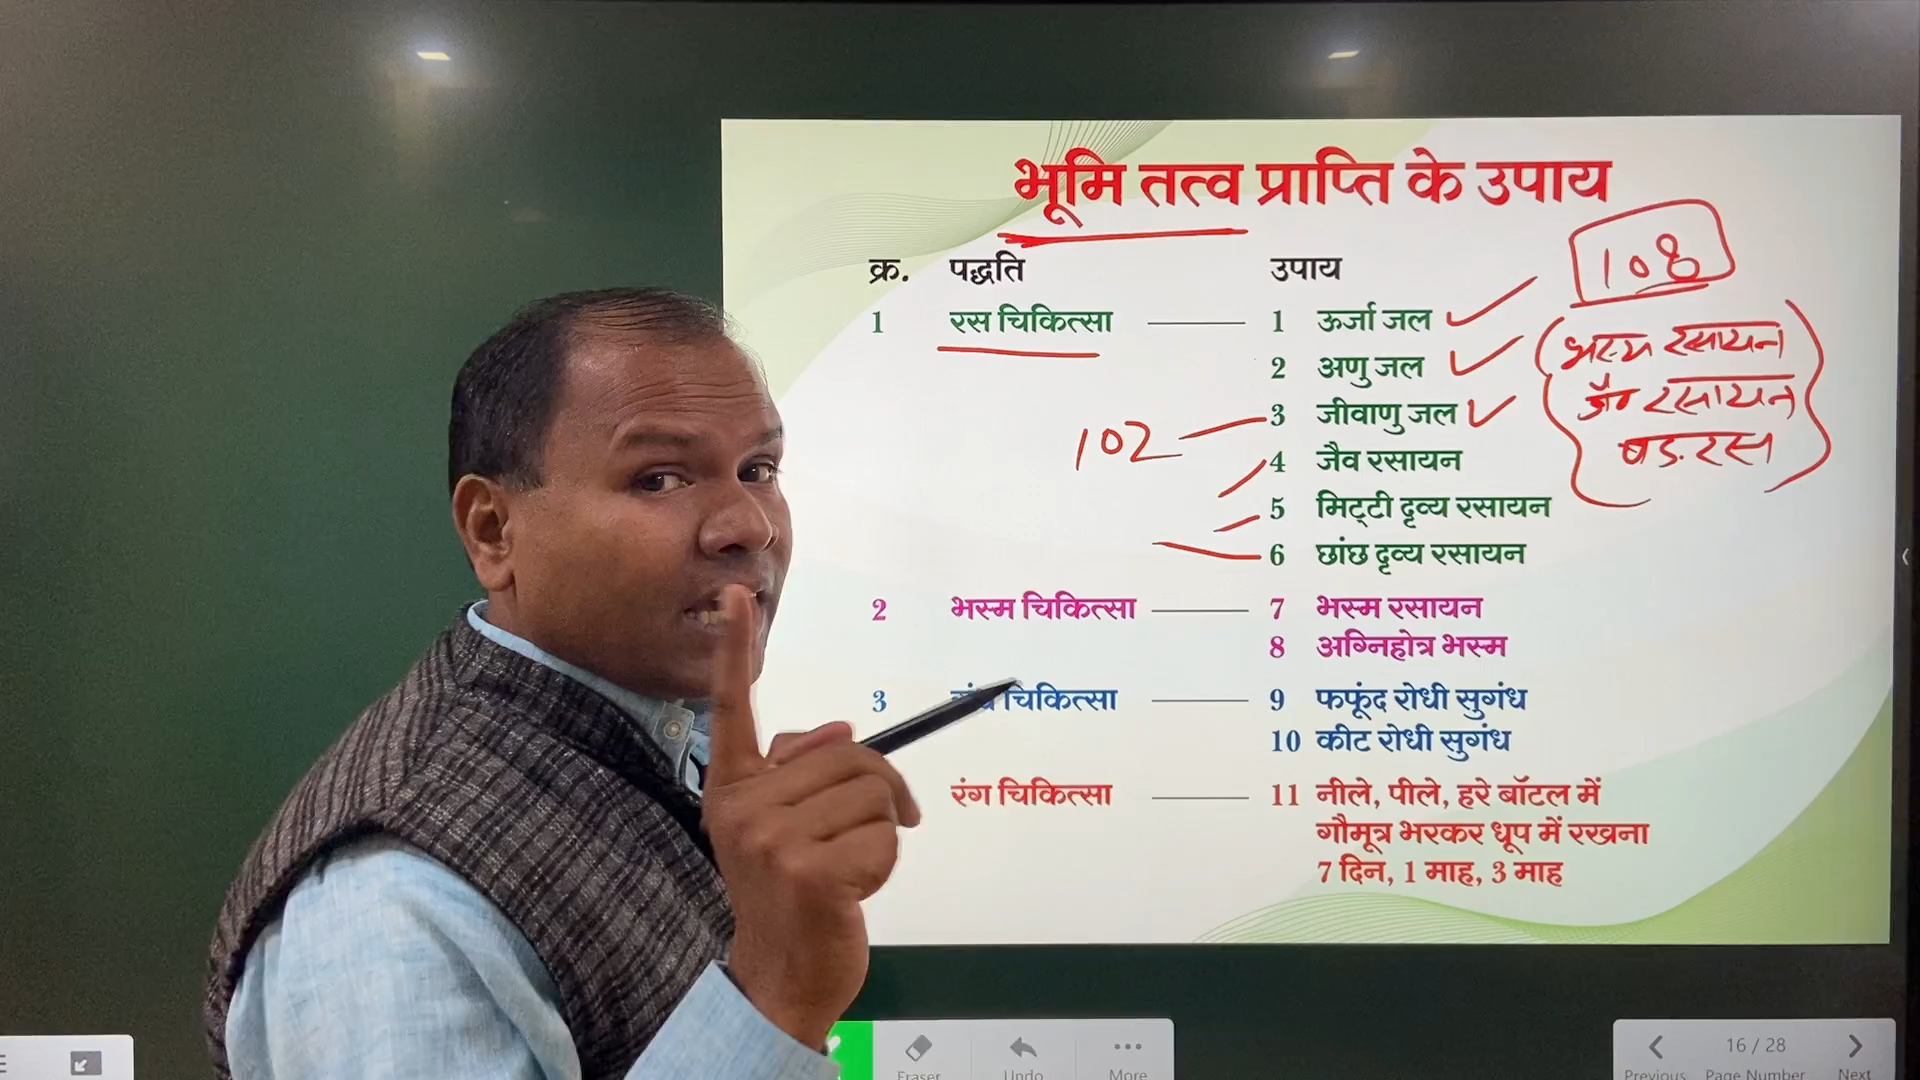 भूमि तत्व प्राप्ति के उपाय
108
क्र. पद्धति उपाय
1 रस चिकित्सा 1 ऊर्जा जल
2 अणु जल
3 जीवाणु जल
4 जैव रसायन
5 मिट्टी दृव्य रसायन
6 छांछ दृव्य रसायन
102
भस्म रसायन
रसायन
षडरस
2 भस्म चिकित्सा 7 भस्म रसायन
8 अग्निहोत्र भस्म
3 चिकित्सा 9 फफूंद रोधी सुगंध
10 कीट रोधी सुगंध
रंग चिकित्सा 11 नीले, पीले, हरे बॉटल में
गौमूत्र भरकर धूप में रखना
7 दिन, 1 माह, 3 माह
Eraser Undo More
16 / 28
Previous Page Number Next